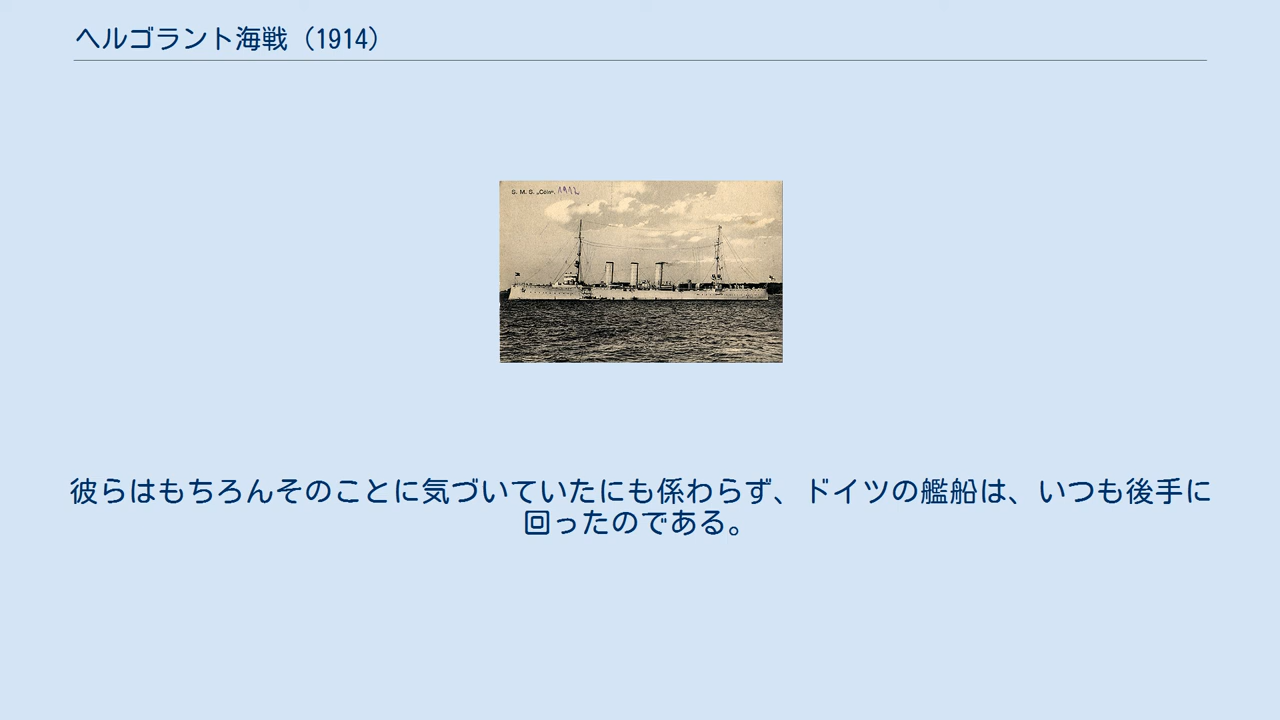 ヘルゴラント海戦（1914）
S. M. S. „Cöln“. 1912
彼らはもちろんそのことに気づいていたにも係わらず、ドイツの艦船は、いつも後手に
回ったのである。